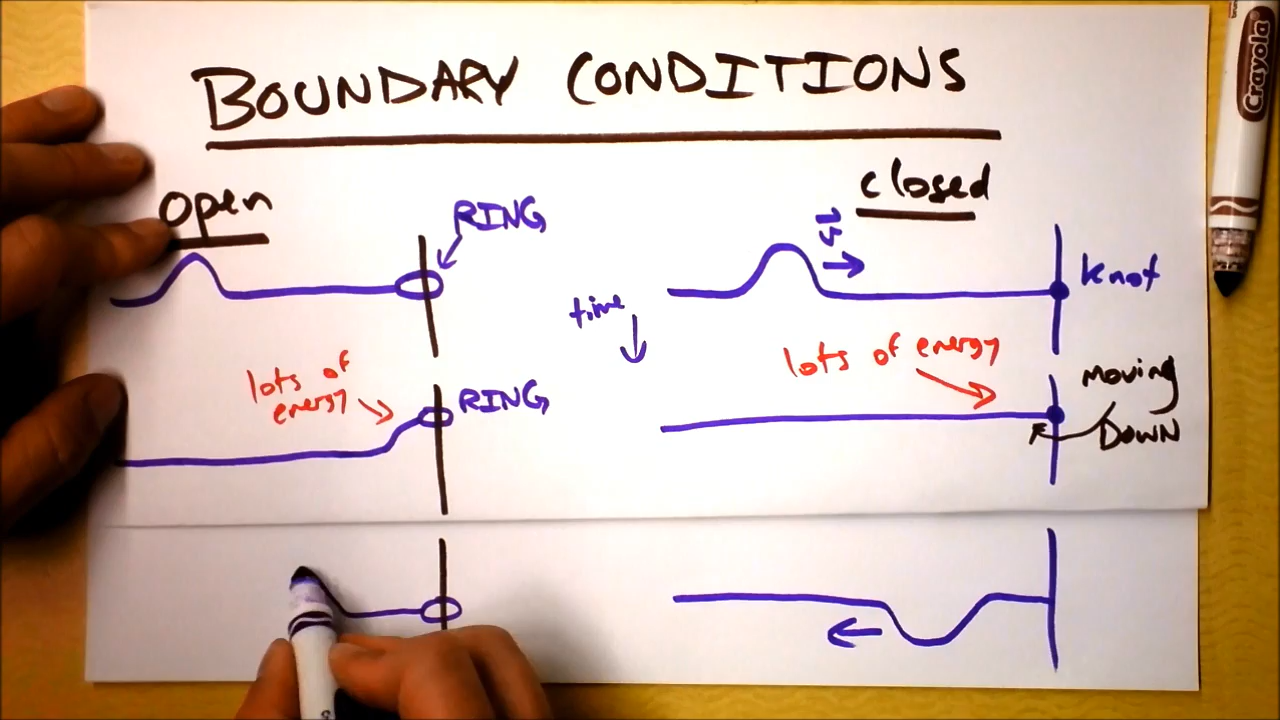 BOUNDARY CONDITIONS
open
closed
RING
v
knot
time
lots of
energy
RING
lots of energy
moving
DOWN
Crayola